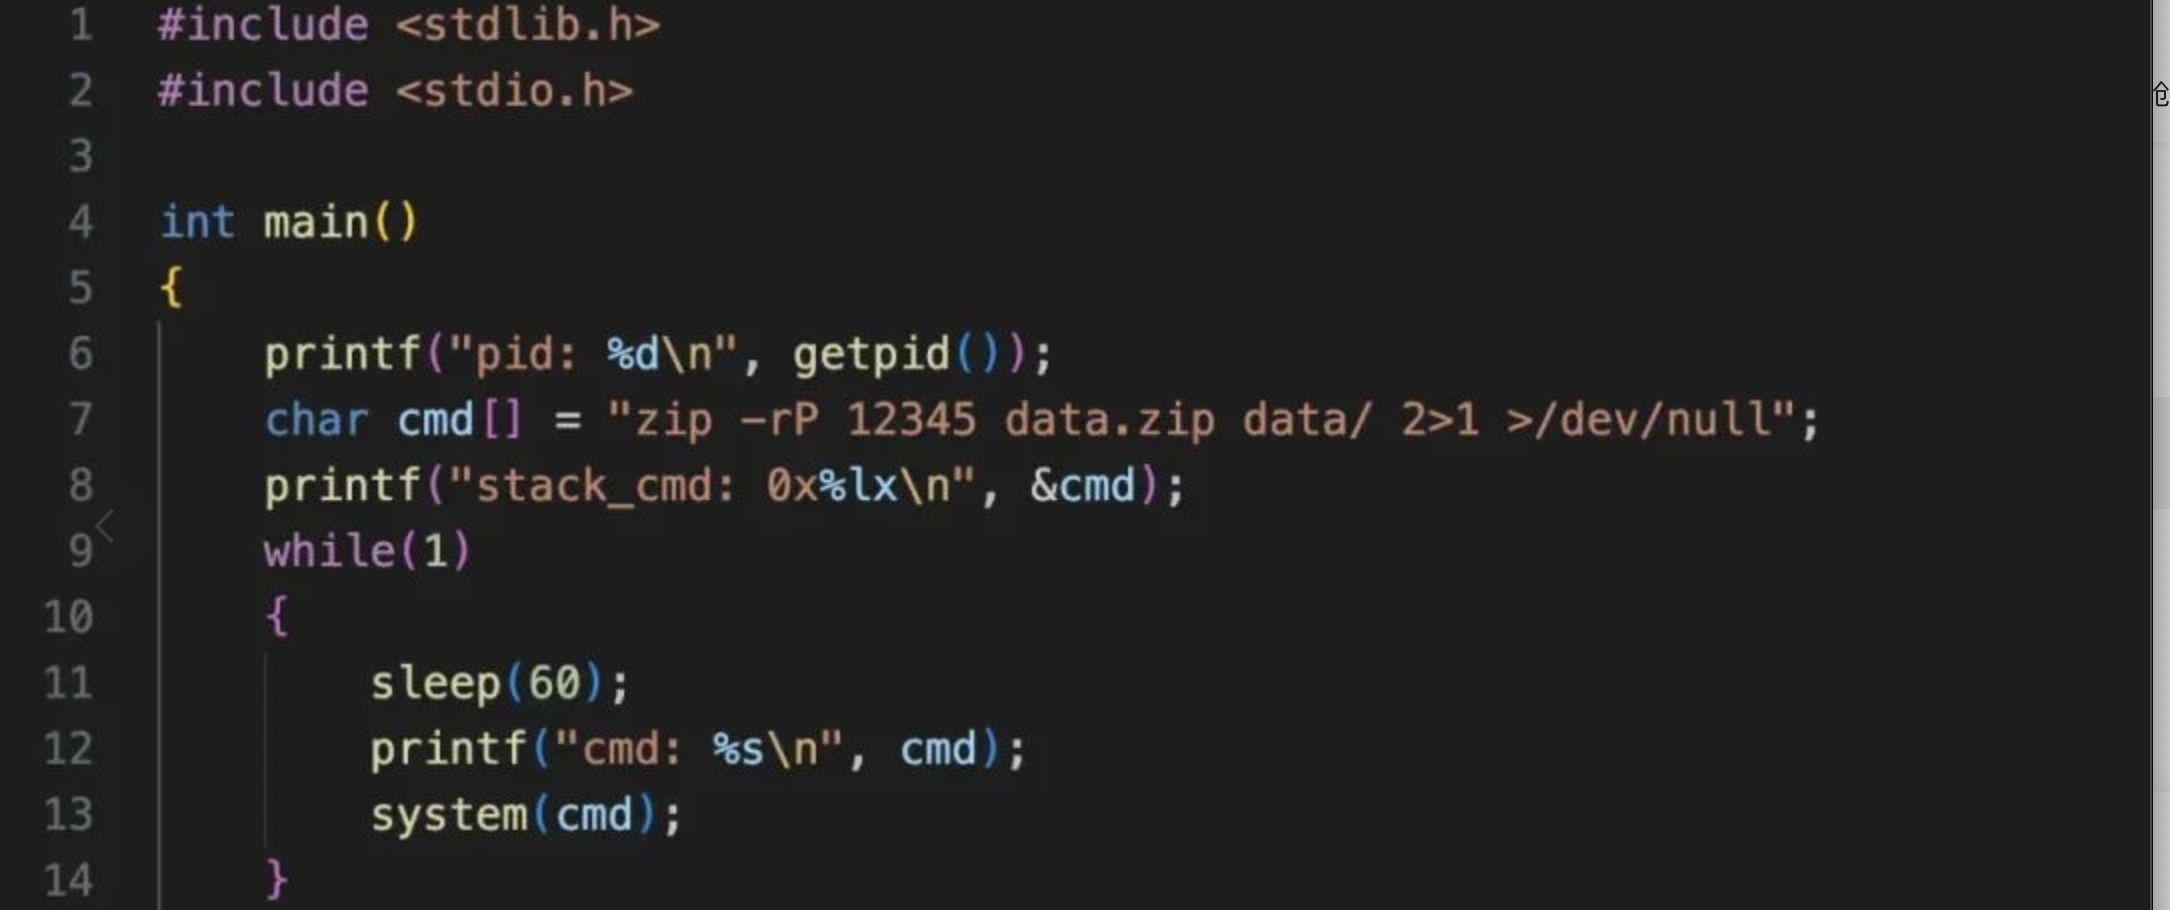 1 #include <stdlib.h>
2 #include <stdio.h>
3
4 int main()
5 {
6     printf("pid: %d\n", getpid());
7     char cmd[] = "zip -rP 12345 data.zip data/ 2>1 >/dev/null";
8     printf("stack_cmd: 0x%lx\n", &cmd);
9     while(1)
10     {
11         sleep(60);
12         printf("cmd: %s\n", cmd);
13         system(cmd);
14     }